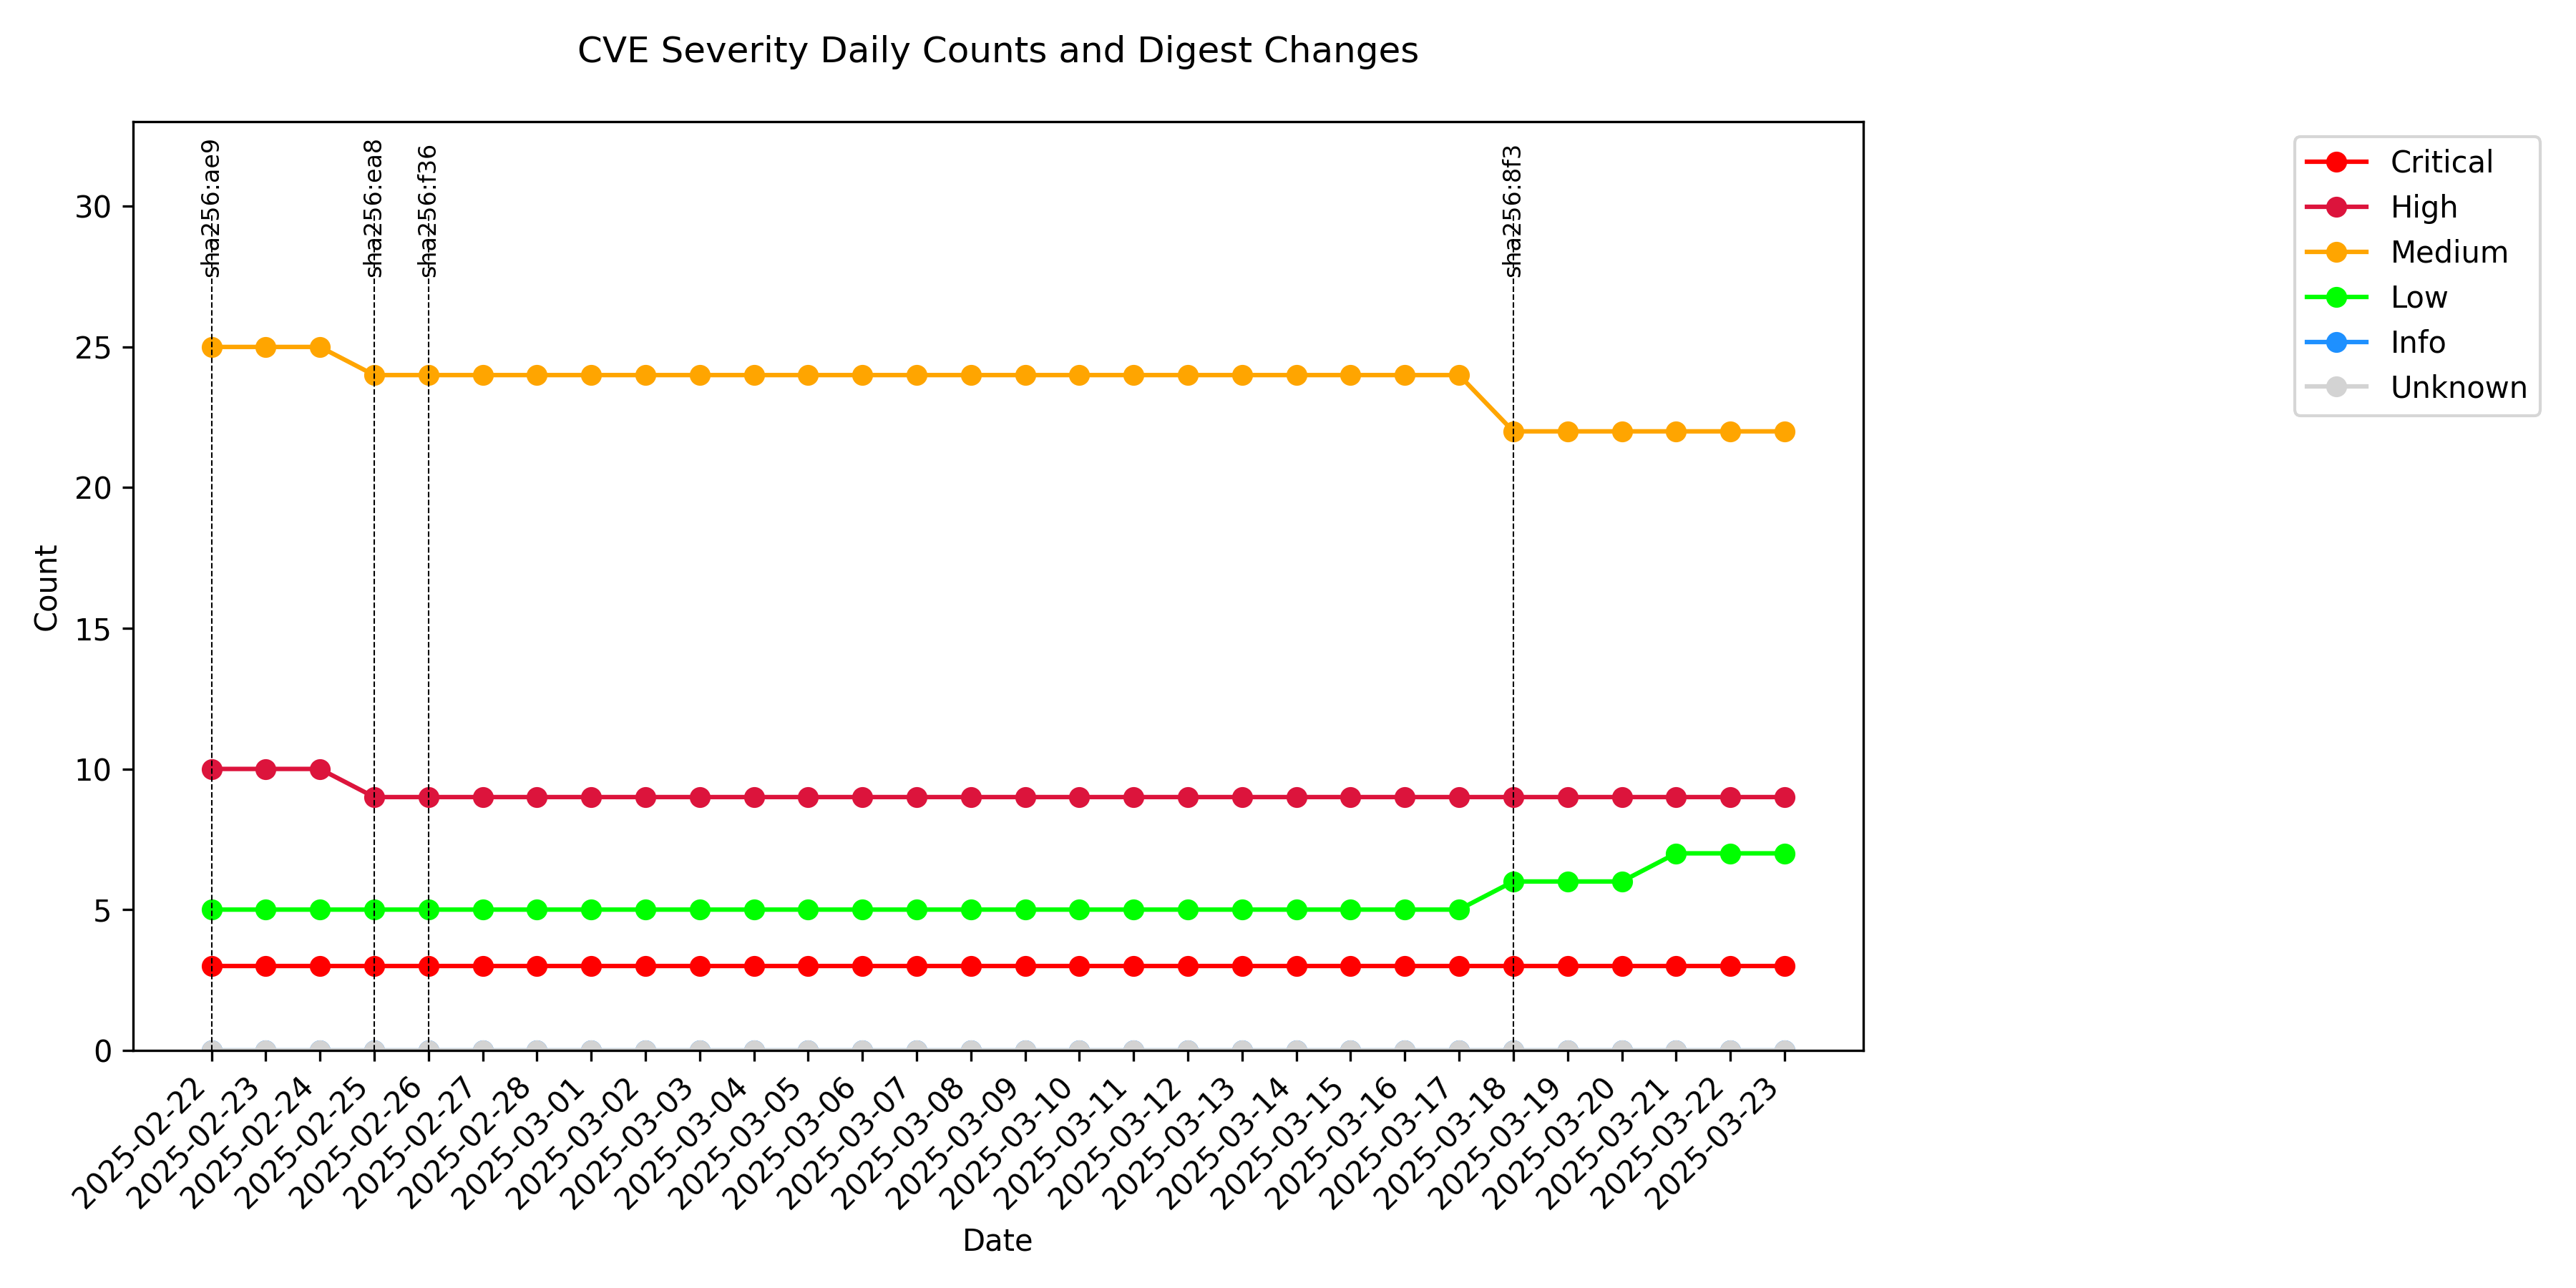 CVE Severity Daily Counts and Digest Changes
sha256:ae9
sha256:ea8
sha256:f36
sha256:8f3
Critical
High
Medium
Low
Info
Unknown
30
25
20
15
10
5
0
Count
2025-02-22
2025-02-23
2025-02-24
2025-02-25
2025-02-26
2025-02-27
2025-02-28
2025-03-01
2025-03-02
2025-03-03
2025-03-04
2025-03-05
2025-03-06
2025-03-07
2025-03-08
2025-03-09
2025-03-10
2025-03-11
2025-03-12
2025-03-13
2025-03-14
2025-03-15
2025-03-16
2025-03-17
2025-03-18
2025-03-19
2025-03-20
2025-03-21
2025-03-22
2025-03-23
Date